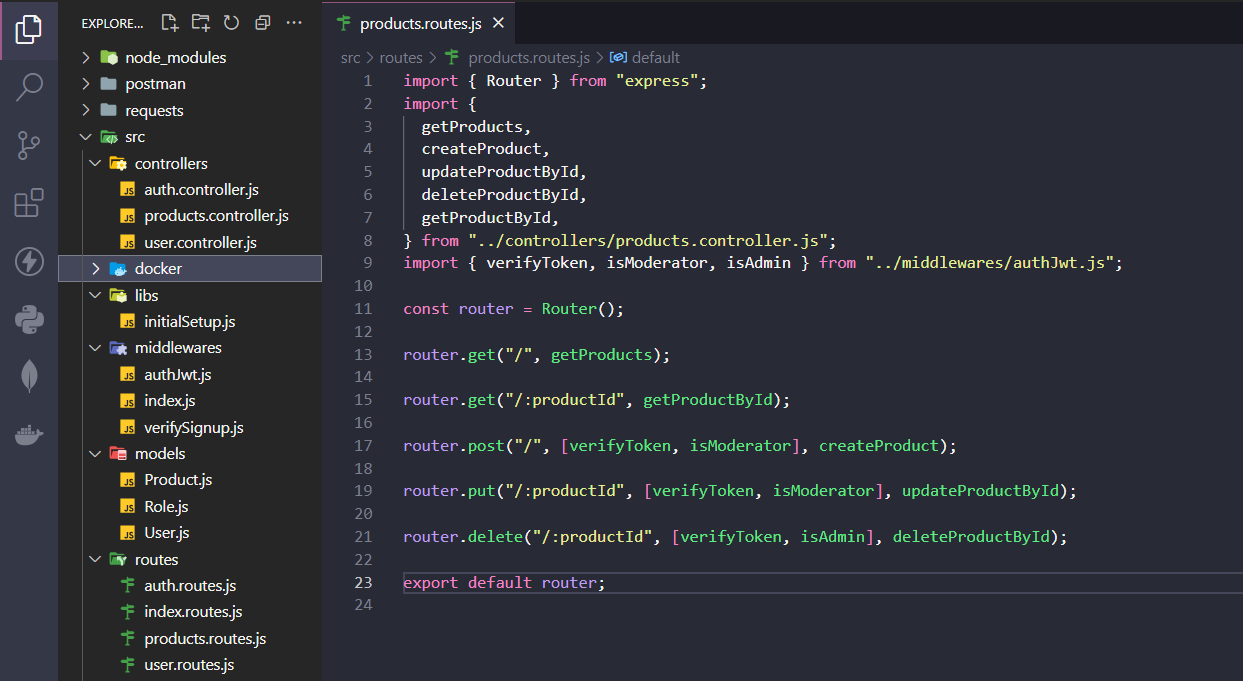 EXPLORE...
node_modules
postman
requests
src
controllers
auth.controller.js
products.controller.js
user.controller.js
docker
libs
initialSetup.js
middlewares
authJwt.js
index.js
verifySignup.js
models
Product.js
Role.js
User.js
routes
auth.routes.js
index.routes.js
products.routes.js
user.routes.js
products.routes.js
src > routes > products.routes.js > default
1 import { Router } from "express";
2 import {
3   getProducts,
4   createProduct,
5   updateProductById,
6   deleteProductById,
7   getProductById,
8 } from "../controllers/products.controller.js";
9 import { verifyToken, isModerator, isAdmin } from "../middlewares/authJwt.js";
10
11 const router = Router();
12
13 router.get("/", getProducts);
14
15 router.get("/:productId", getProductById);
16
17 router.post("/", [verifyToken, isModerator], createProduct);
18
19 router.put("/:productId", [verifyToken, isModerator], updateProductById);
20
21 router.delete("/:productId", [verifyToken, isAdmin], deleteProductById);
22
23 export default router;
24